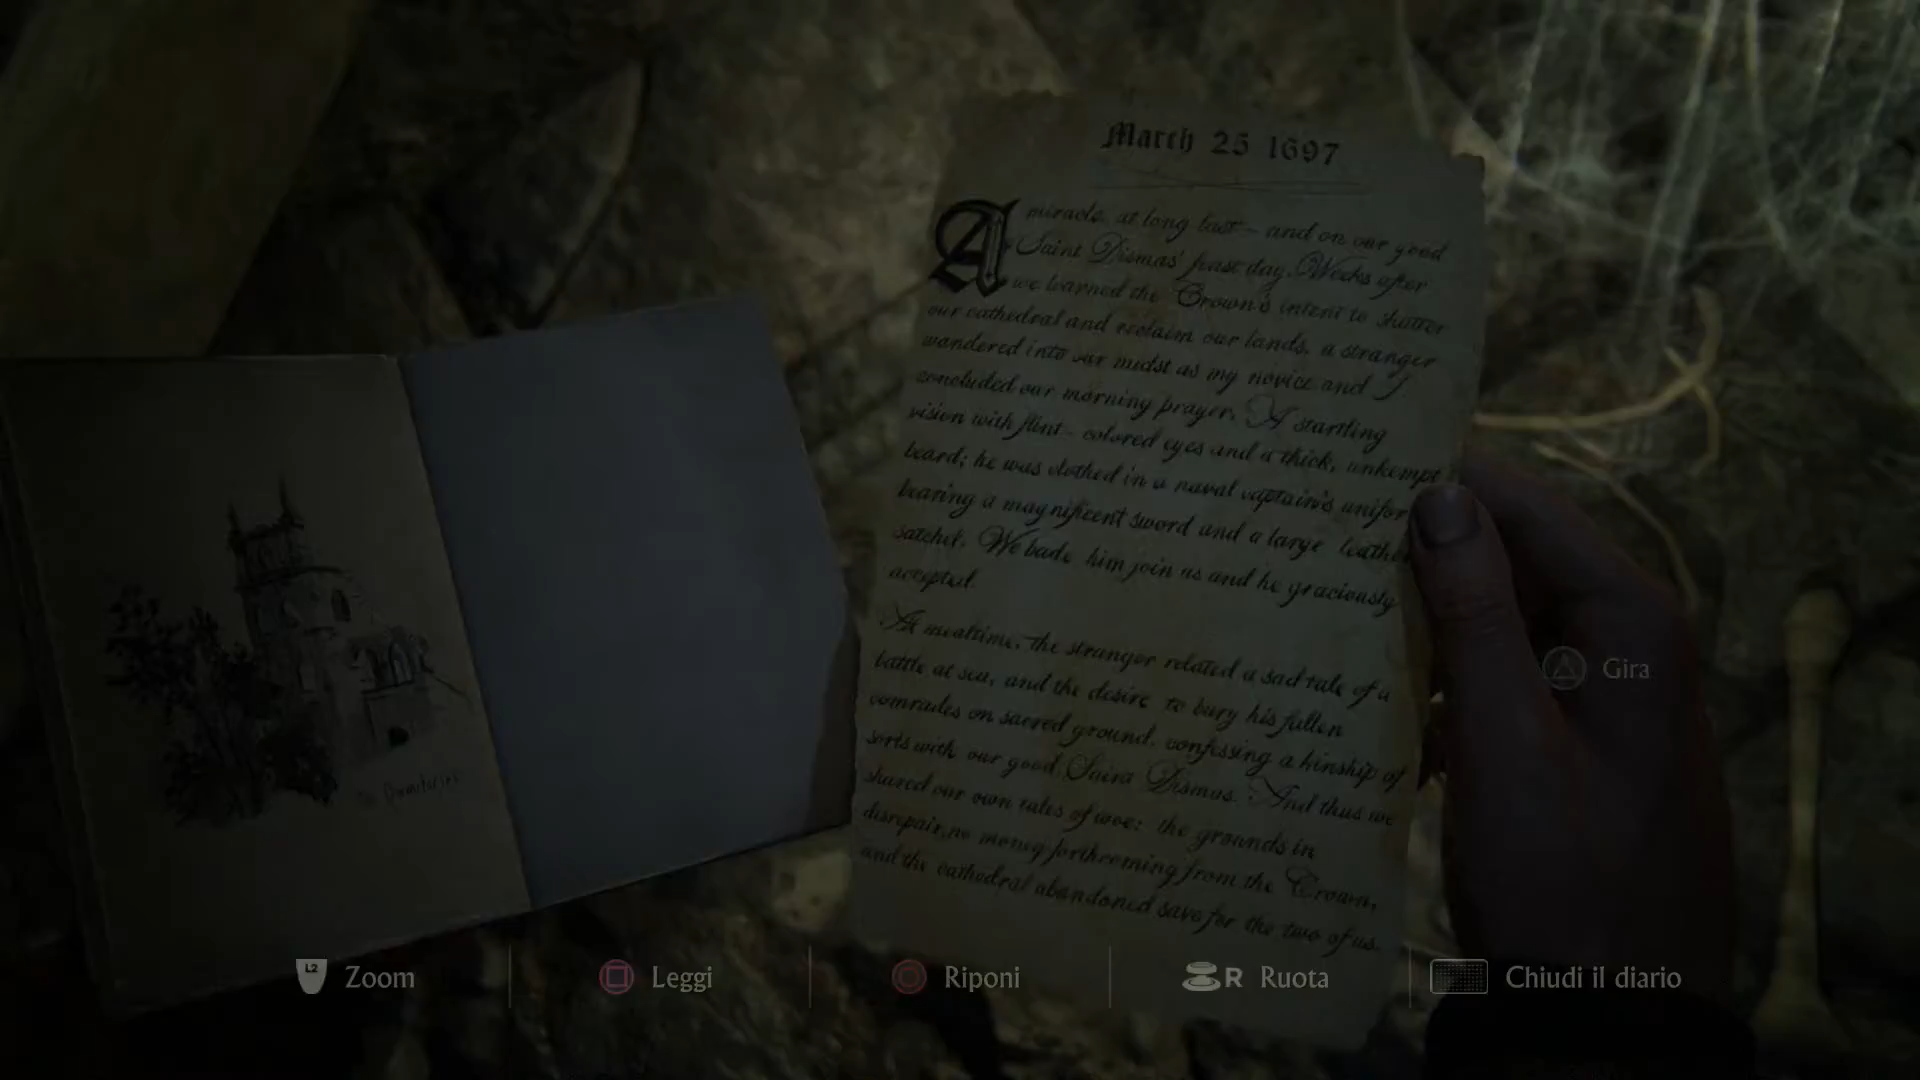 March 25 1697
A miracle, at long last - and on our good
Saint Dismas' feast day. Weeks after
we learned the Crown's intent to shutter
our cathedral and reclaim our lands, a stranger
wandered into our midst as my novice and I
concluded our morning prayer. A startling
vision with flint-colored eyes and a thick, unkempt
beard; he was clothed in a naval captain's unifor
bearing a magnificent sword and a large leather
satchel. We bade him join us and he graciously
accepted.
At mealtime, the stranger related a sad tale of a
battle at sea, and the desire to bury his fallen
comrades on sacred ground, confessing a kinship of
sorts with our good Saint Dismas. And thus we
shared our own tales of woe: the grounds in
disrepair, no money forthcoming from the Crown,
and the cathedral abandoned save for the two of us.
The Dormitories
Gira
L2 Zoom
Leggi
Riponi
R Ruota
Chiudi il diario